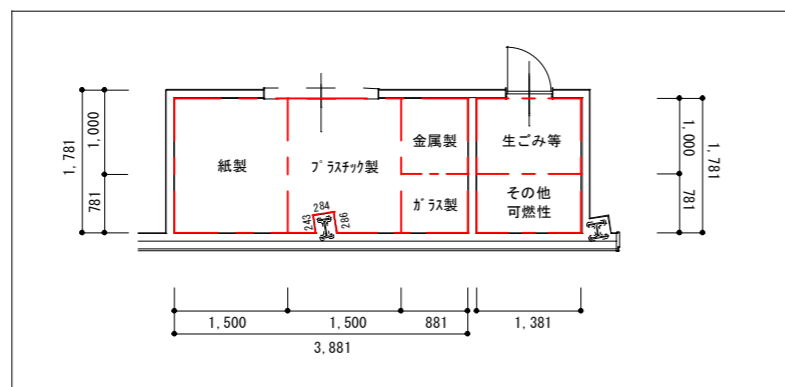 紙製
プラスチック製
金属製
ガラス製
生ごみ等
その他
可燃性
1,781
1,000
781
284
243
286
1,000
781
1,781
1,500
1,500
881
1,381
3,881